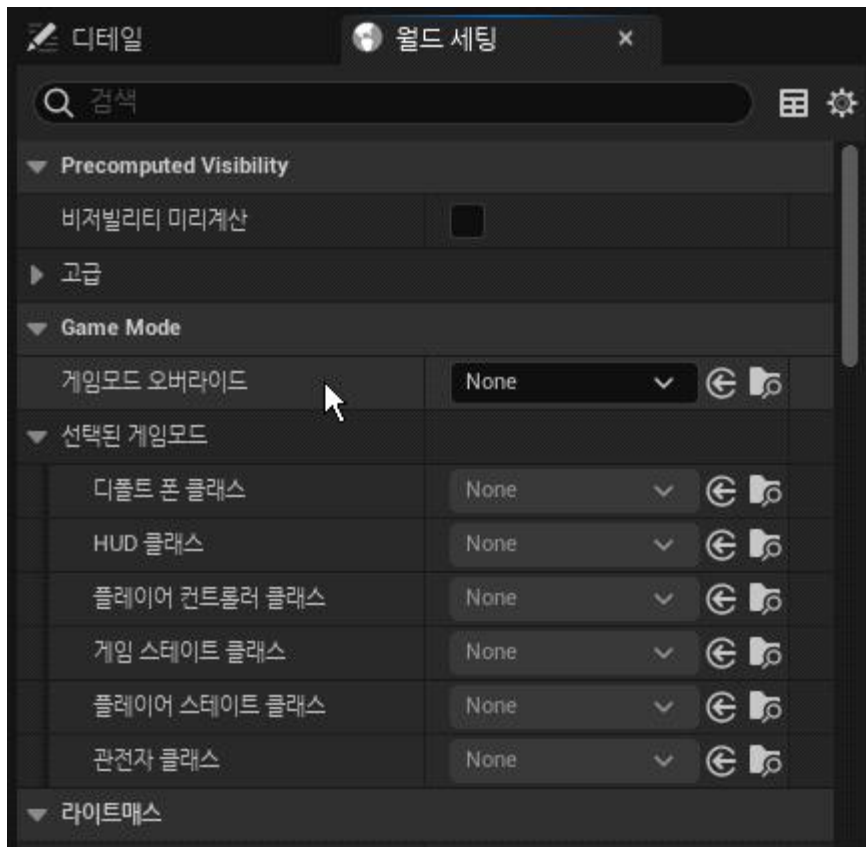 디테일
월드 세팅
검색
Precomputed Visibility
비저빌리티 미리계산
고급
Game Mode
게임모드 오버라이드 None
선택된 게임모드
디폴트 폰 클래스 None
HUD 클래스 None
플레이어 컨트롤러 클래스 None
게임 스테이트 클래스 None
플레이어 스테이트 클래스 None
관전자 클래스 None
라이트매스